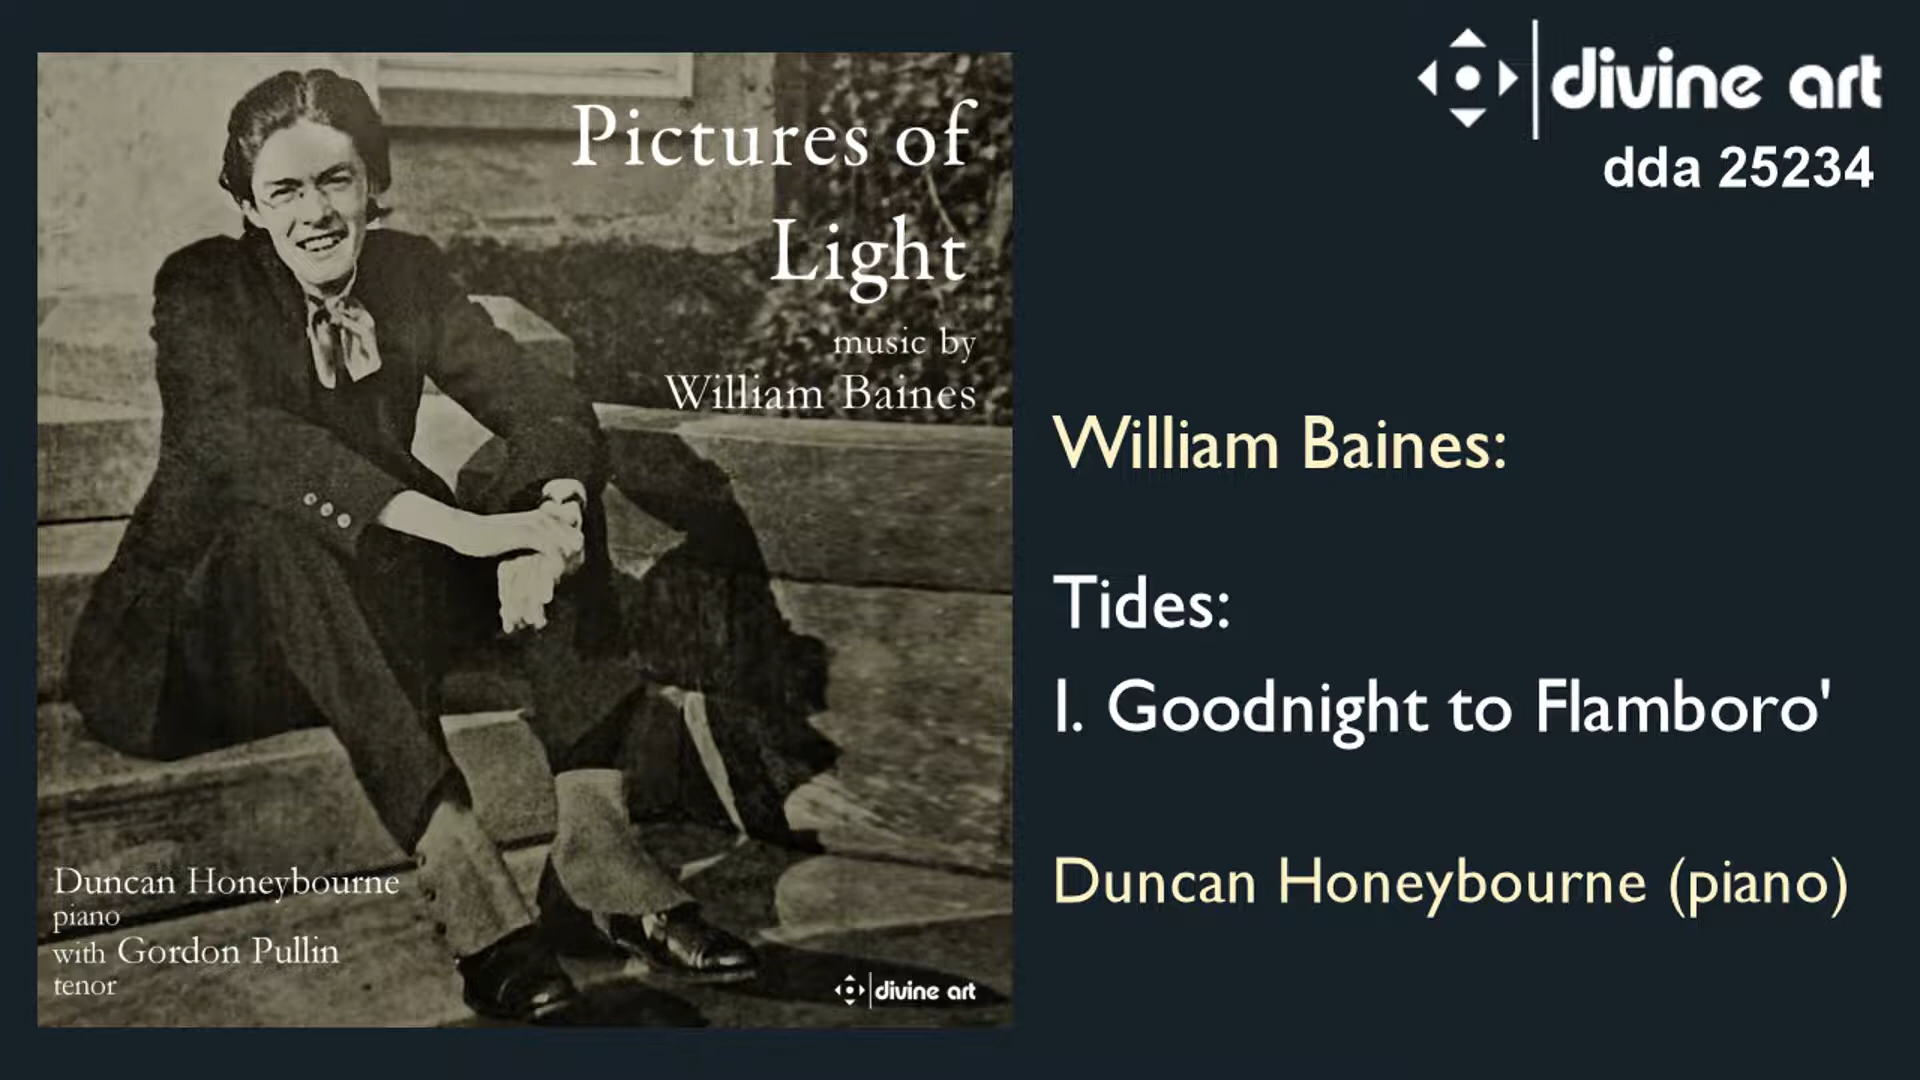 Pictures of
Light
music by
William Baines
Duncan Honeybourne
piano
with Gordon Pullin
tenor
divine art
divine art
dda 25234
William Baines:
Tides:
I. Goodnight to Flamboro'
Duncan Honeybourne (piano)